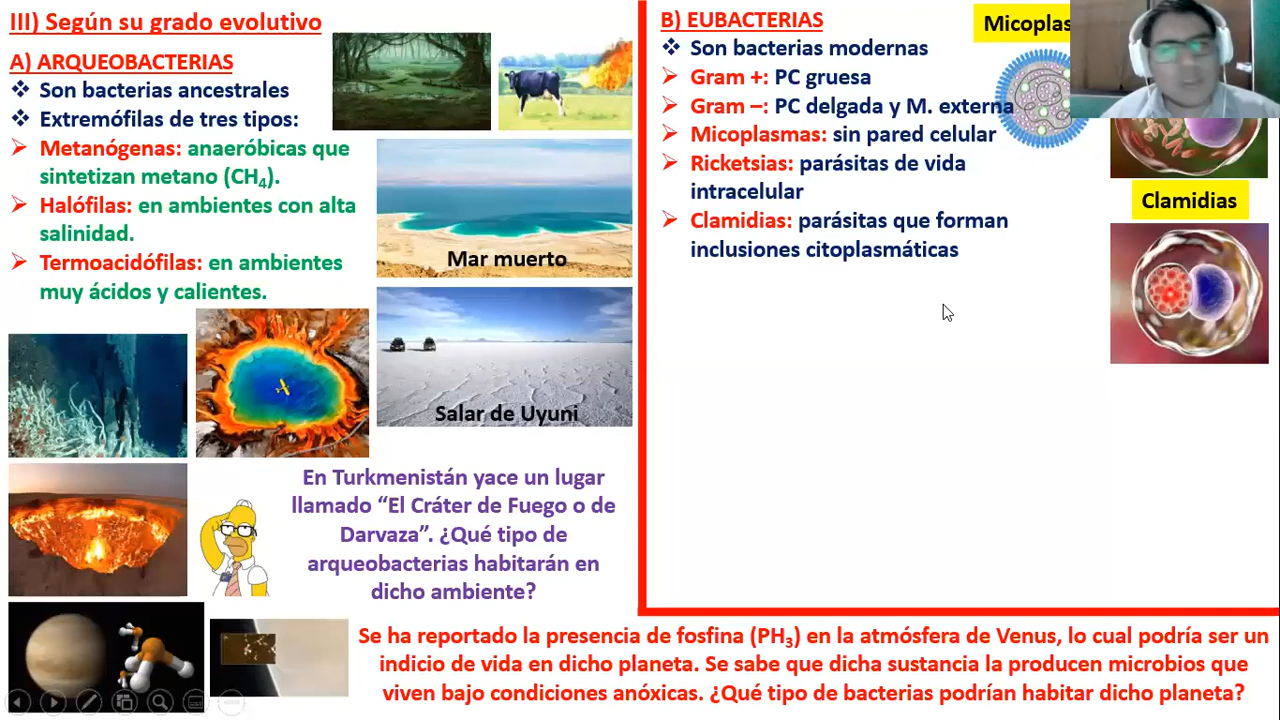 III) Según su grado evolutivo
A) ARQUEOBACTERIAS
❖ Son bacterias ancestrales
❖ Extremófilas de tres tipos:
➢ Metanógenas: anaeróbicas que
sintetizan metano (CH₄).
➢ Halófilas: en ambientes con alta
salinidad.
➢ Termoacidófilas: en ambientes
muy ácidos y calientes.
Mar muerto
Salar de Uyuni
En Turkmenistán yace un lugar
llamado “El Cráter de Fuego o de
Darvaza”. ¿Qué tipo de
arqueobacterias habitarán en
dicho ambiente?
B) EUBACTERIAS
❖ Son bacterias modernas
➢ Gram +: PC gruesa
➢ Gram –: PC delgada y M. externa
➢ Micoplasmas: sin pared celular
➢ Ricketsias: parásitas de vida
intracelular
➢ Clamidias: parásitas que forman
inclusiones citoplasmáticas
Micoplas
Clamidias
Se ha reportado la presencia de fosfina (PH₃) en la atmósfera de Venus, lo cual podría ser un
indicio de vida en dicho planeta. Se sabe que dicha sustancia la producen microbios que
viven bajo condiciones anóxicas. ¿Qué tipo de bacterias podrían habitar dicho planeta?